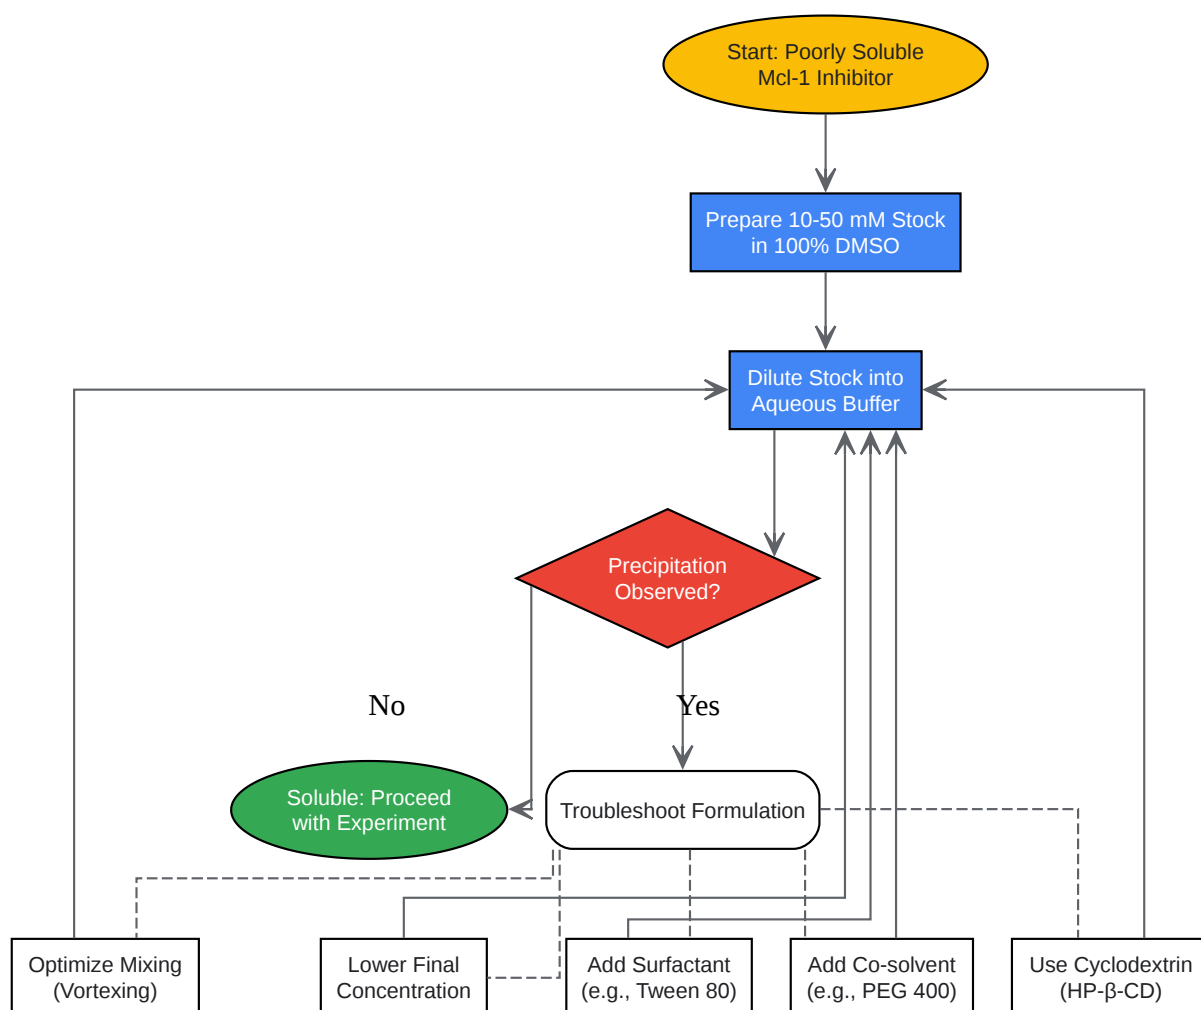 Start: Poorly Soluble
Mcl-1 Inhibitor
Prepare 10-50 mM Stock
in 100% DMSO
Dilute Stock into
Aqueous Buffer
Precipitation
Observed?
No
Yes
Soluble: Proceed
with Experiment
Troubleshoot Formulation
Optimize Mixing
(Vortexing)
Lower Final
Concentration
Add Surfactant
(e.g., Tween 80)
Add Co-solvent
(e.g., PEG 400)
Use Cyclodextrin
(HP-β-CD)